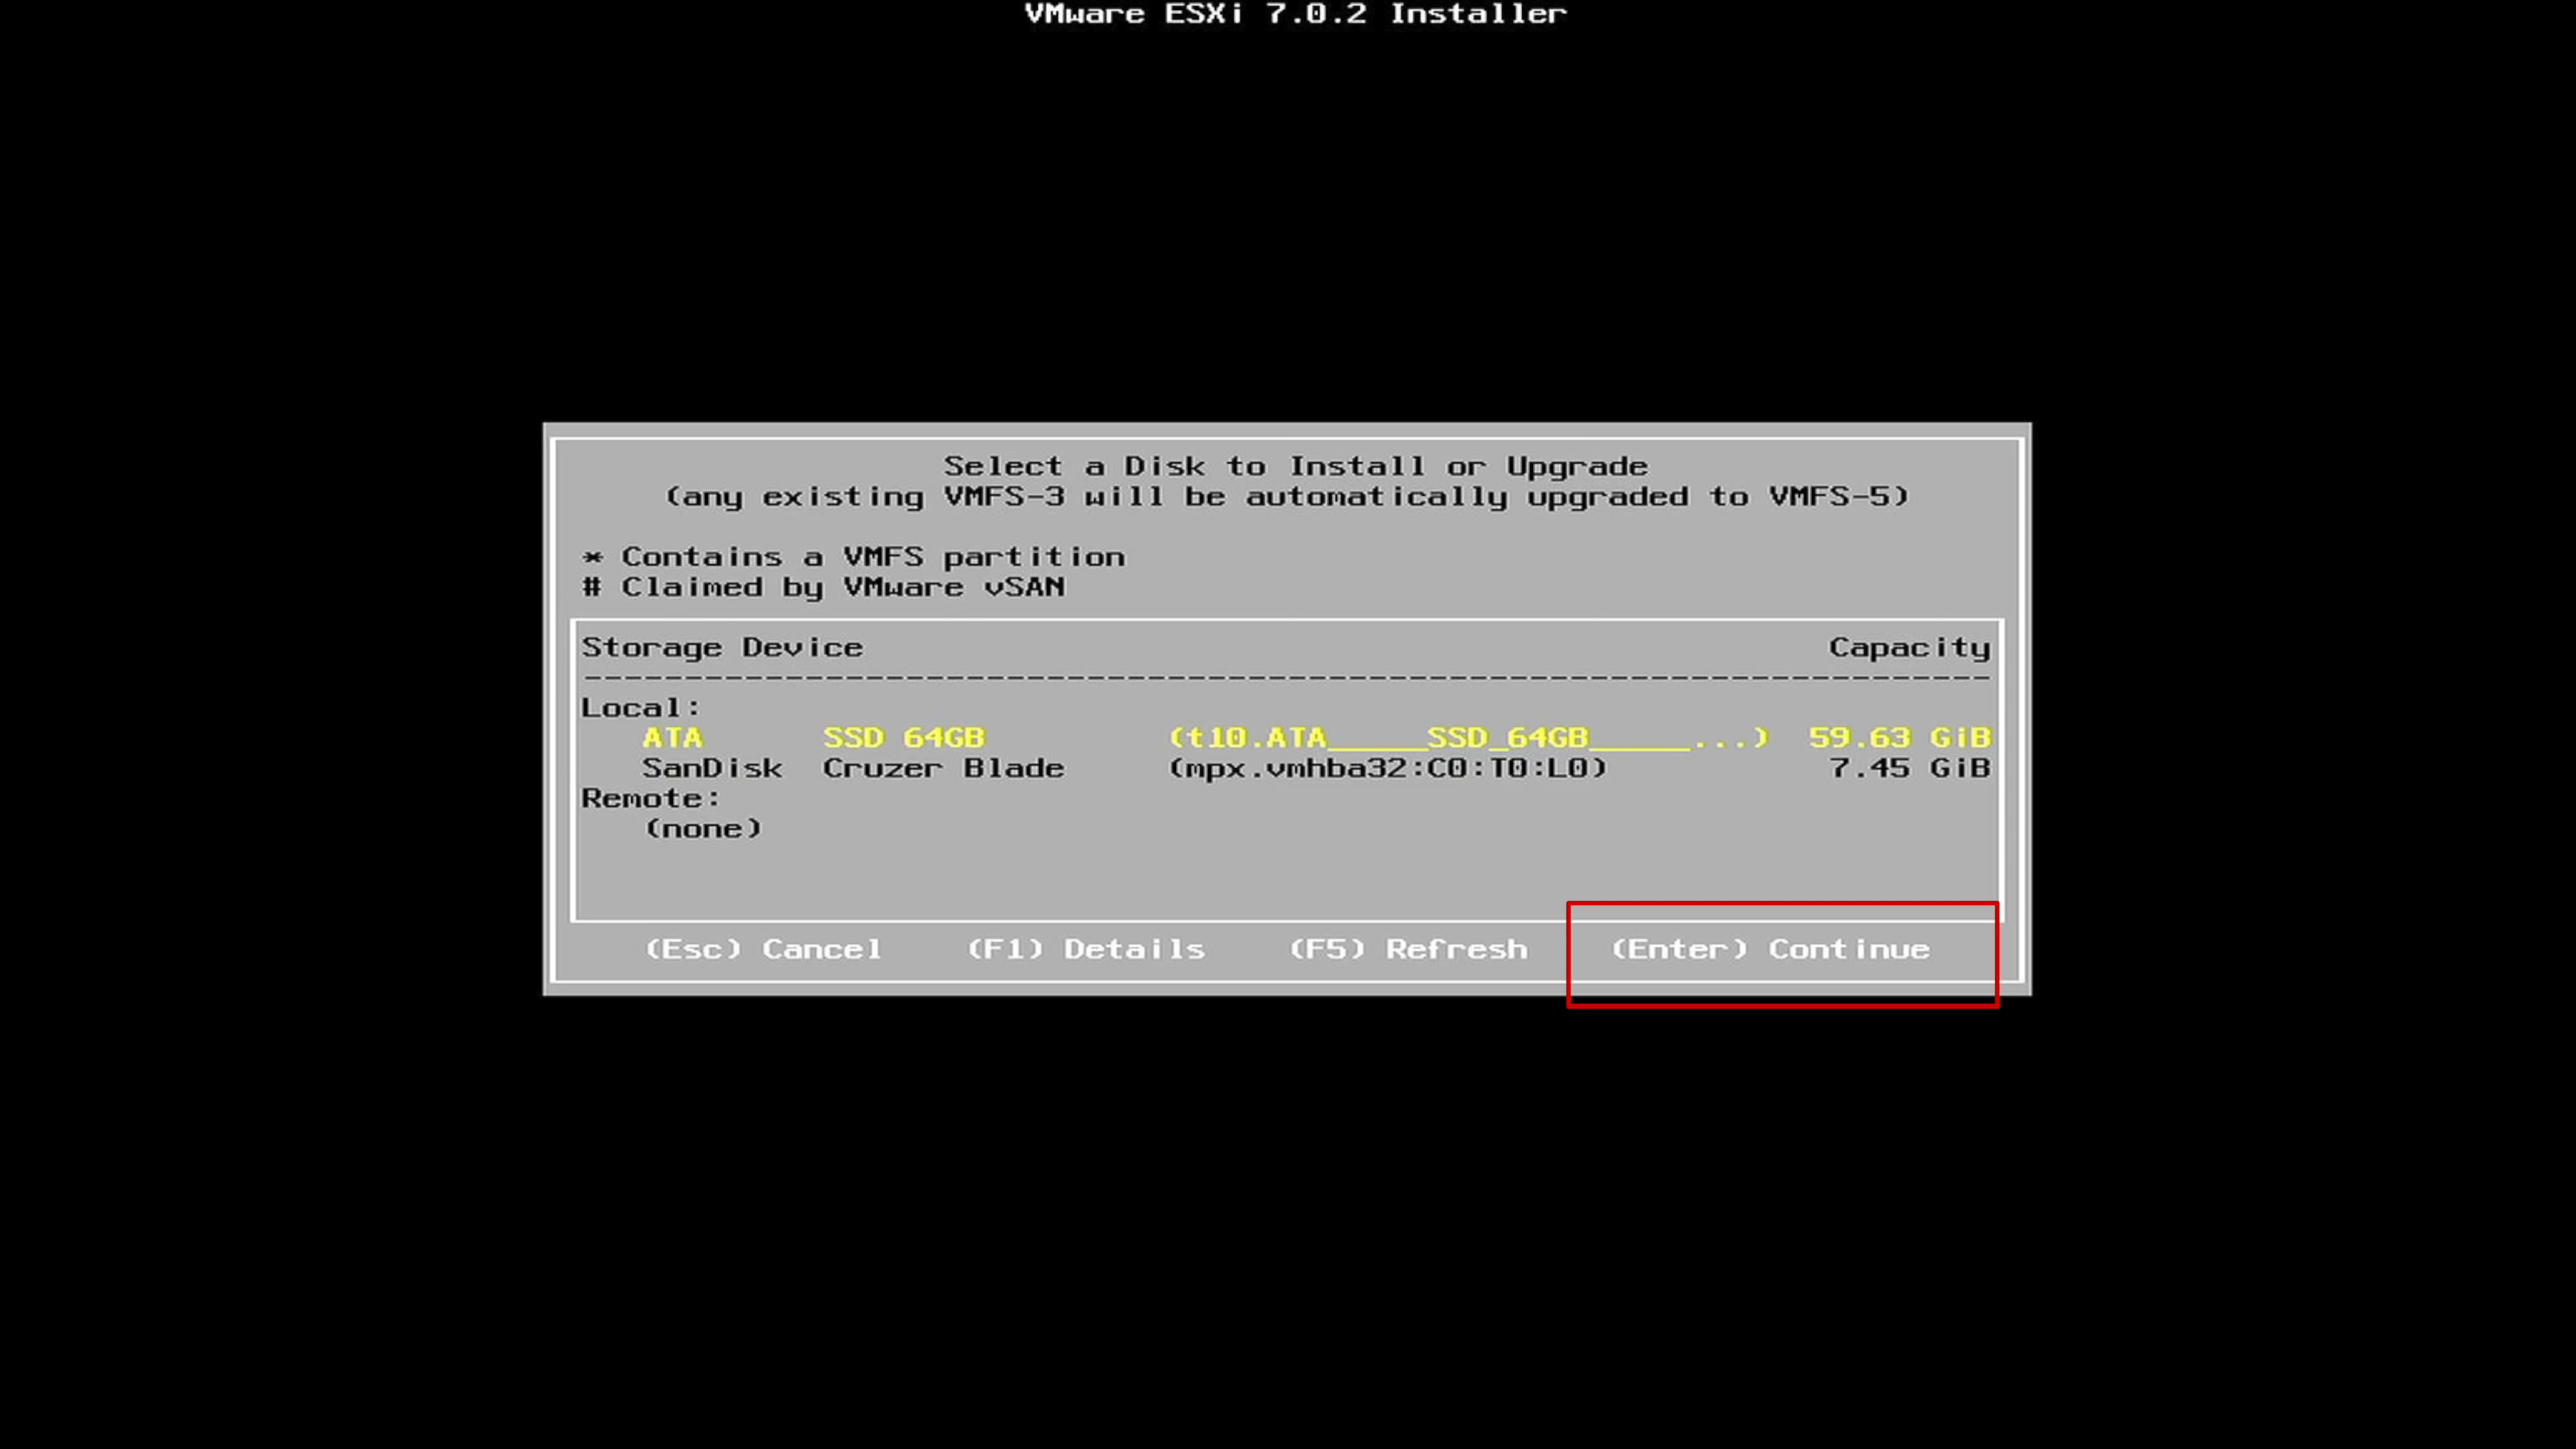 VMware ESXi 7.0.2 Installer
Select a Disk to Install or Upgrade
(any existing VMFS-3 will be automatically upgraded to VMFS-5)
* Contains a VMFS partition
# Claimed by VMware vSAN
Storage Device Capacity
--------------------------------------------------------------------------------
Local:
ATA SSD 64GB (t10.ATA_____SSD_64GB_____...) 59.63 GiB
SanDisk Cruzer Blade (mpx.vmhba32:C0:T0:L0) 7.45 GiB
Remote:
(none)
(Esc) Cancel (F1) Details (F5) Refresh (Enter) Continue